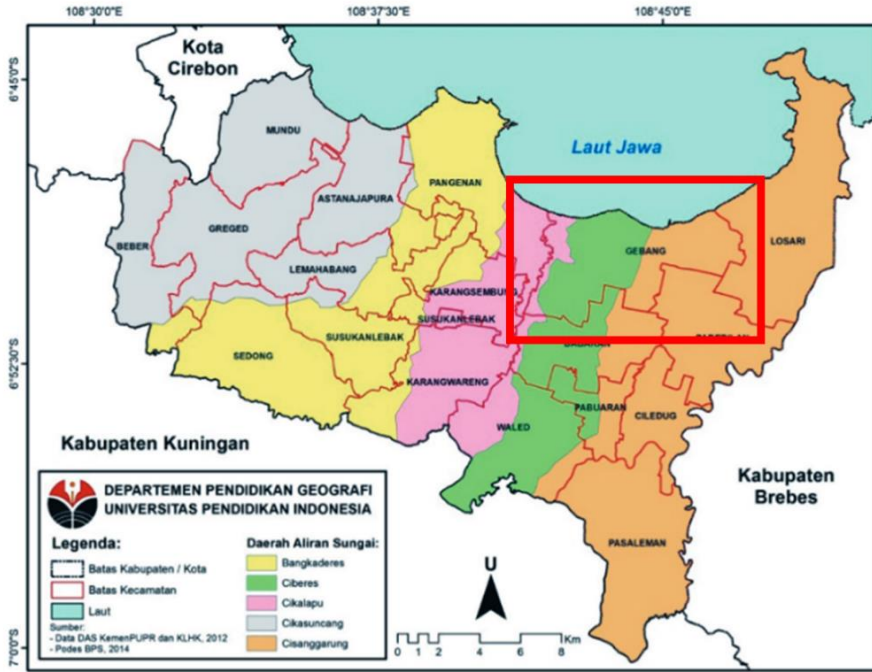 108°30'0"E
108°37'30"E
108°45'0"E
6°45'0"S
6°52'30"S
7°0'0"S
Kota
Cirebon
Laut Jawa
MUNDU
PANGENAN
ASTANAJAPURA
BEBER
GREGED
GEBANG
LOSARI
LEMAHABANG
KARANGSEMBUNG
SUSUKANLEBAK
SUSUKANLEBAK
SEDONG
KARANGWARENG
PABUARAN
CILEDUG
WALED
Kabupaten Kuningan
Kabupaten
Brebes
PASALEMAN
DEPARTEMEN PENDIDIKAN GEOGRAFI
UNIVERSITAS PENDIDIKAN INDONESIA
Legenda:
Batas Kabupaten / Kota
Batas Kecamatan
Laut
Sumber:
- Data DAS KemenPUPR dan KLHK, 2012
- Podes BPS, 2014
Daerah Aliran Sungai:
Bangkaderes
Ciberes
Cikalapu
Cikasuncang
Cisanggarung
U
0 1 2 4 6 8
Km